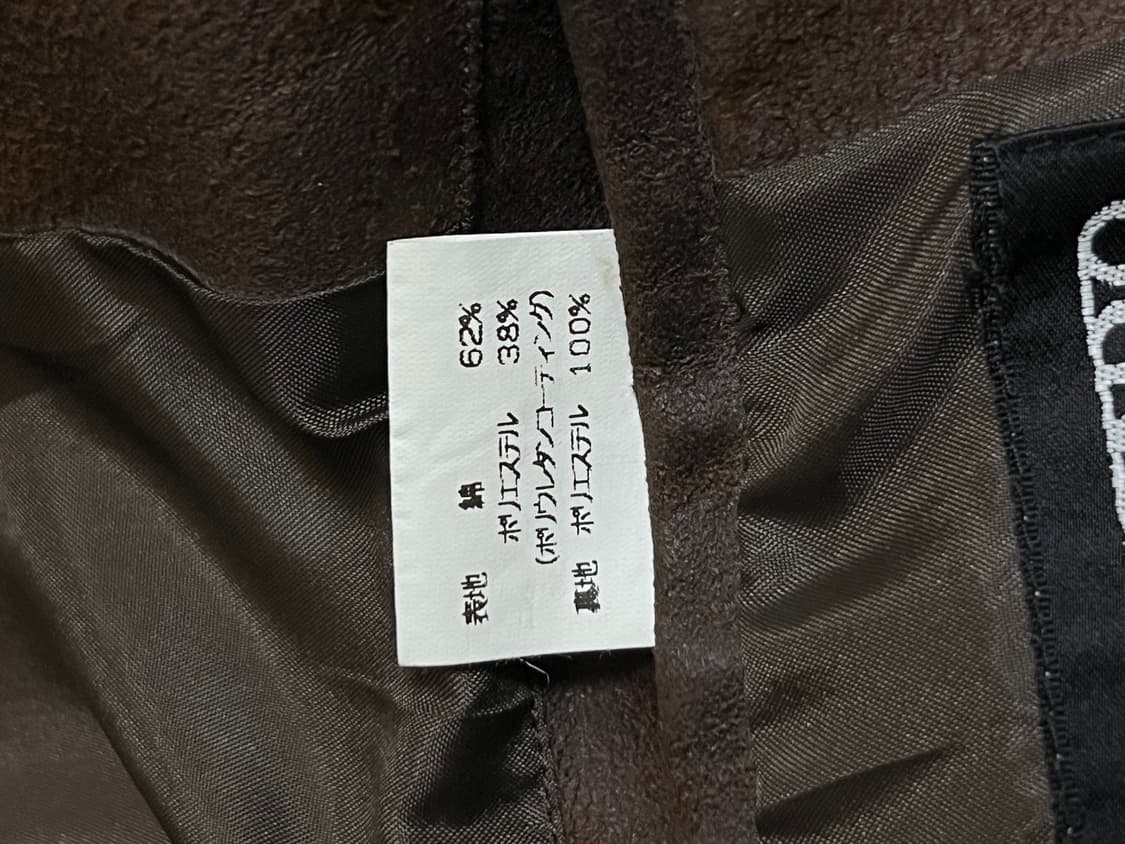 表地 綿 62%
ポリエステル 38%
(ポリウレタンコーティング)
裏地 ポリエステル 100%